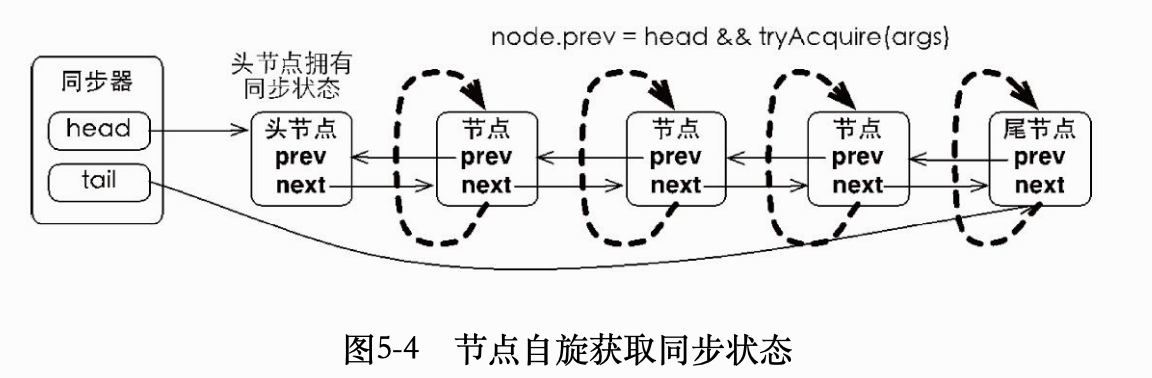 node.prev = head && tryAcquire(args)
同步器
head
tail
头节点拥有
同步状态
头节点
prev
next
节点
prev
next
节点
prev
next
节点
prev
next
尾节点
prev
next
图5-4 节点自旋获取同步状态